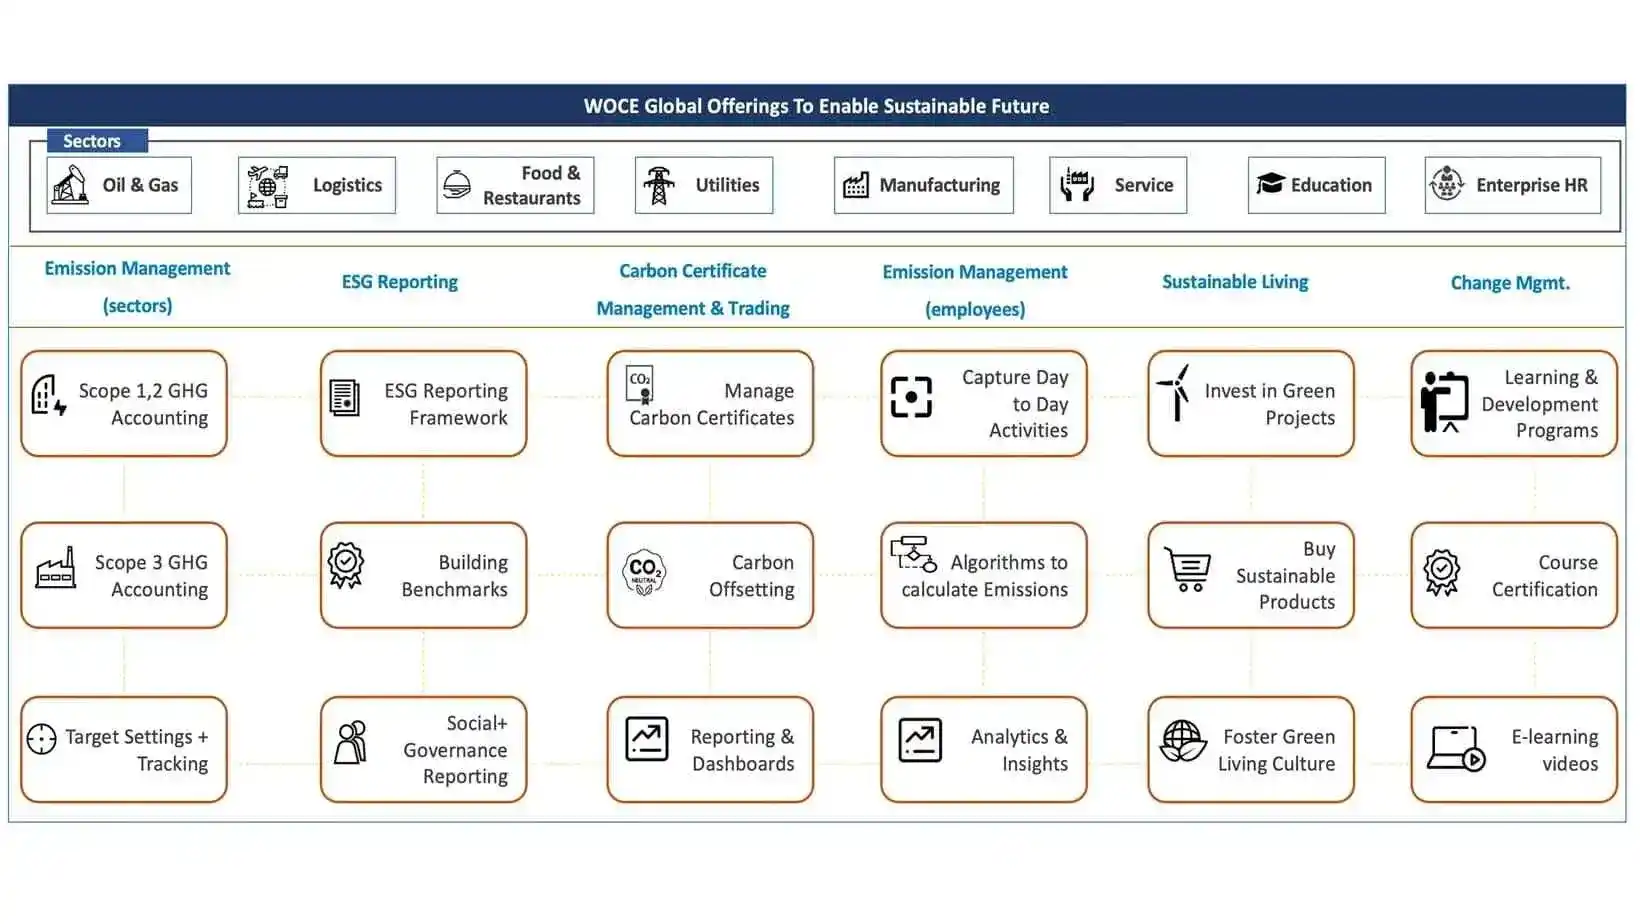 WOCE Global Offerings To Enable Sustainable Future
Sectors
Oil & Gas
Logistics
Food &
Restaurants
Utilities
Manufacturing
Service
Education
Enterprise HR
Emission Management
(sectors)
ESG Reporting
Carbon Certificate
Management & Trading
Emission Management
(employees)
Sustainable Living
Change Mgmt.
Scope 1,2 GHG
Accounting
ESG Reporting
Framework
CO₂
Manage
Carbon Certificates
Capture Day
to Day
Activities
Invest in Green
Projects
Learning &
Development
Programs
Scope 3 GHG
Accounting
Building
Benchmarks
CO₂
NEUTRAL
Carbon
Offsetting
Algorithms to
calculate Emissions
Buy
Sustainable
Products
Course
Certification
Target Settings +
Tracking
Social+
Governance
Reporting
Reporting &
Dashboards
Analytics &
Insights
Foster Green
Living Culture
E-learning
videos